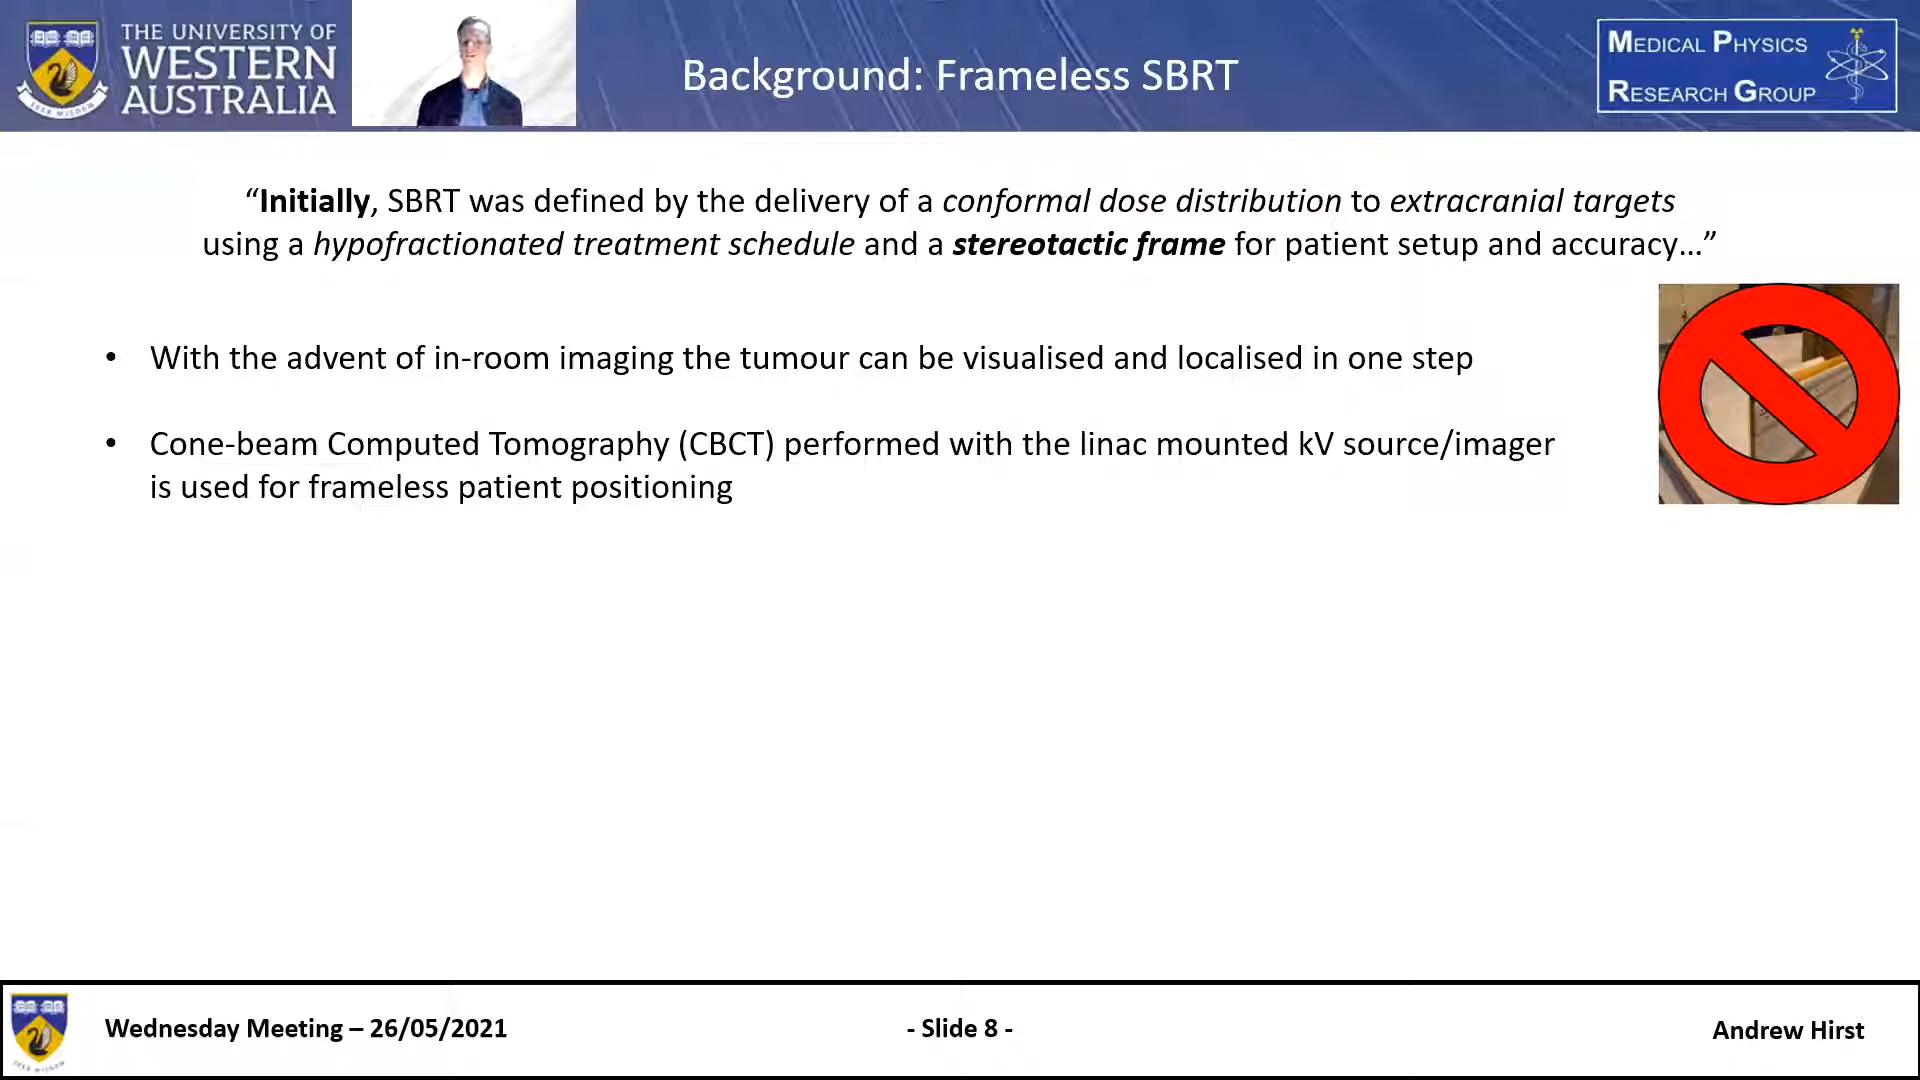 THE UNIVERSITY OF
WESTERN
AUSTRALIA
Background: Frameless SBRT
MEDICAL PHYSICS
RESEARCH GROUP
“Initially, SBRT was defined by the delivery of a conformal dose distribution to extracranial targets
using a hypofractionated treatment schedule and a stereotactic frame for patient setup and accuracy…”
• With the advent of in-room imaging the tumour can be visualised and localised in one step
• Cone-beam Computed Tomography (CBCT) performed with the linac mounted kV source/imager
is used for frameless patient positioning
Wednesday Meeting – 26/05/2021
- Slide 8 -
Andrew Hirst